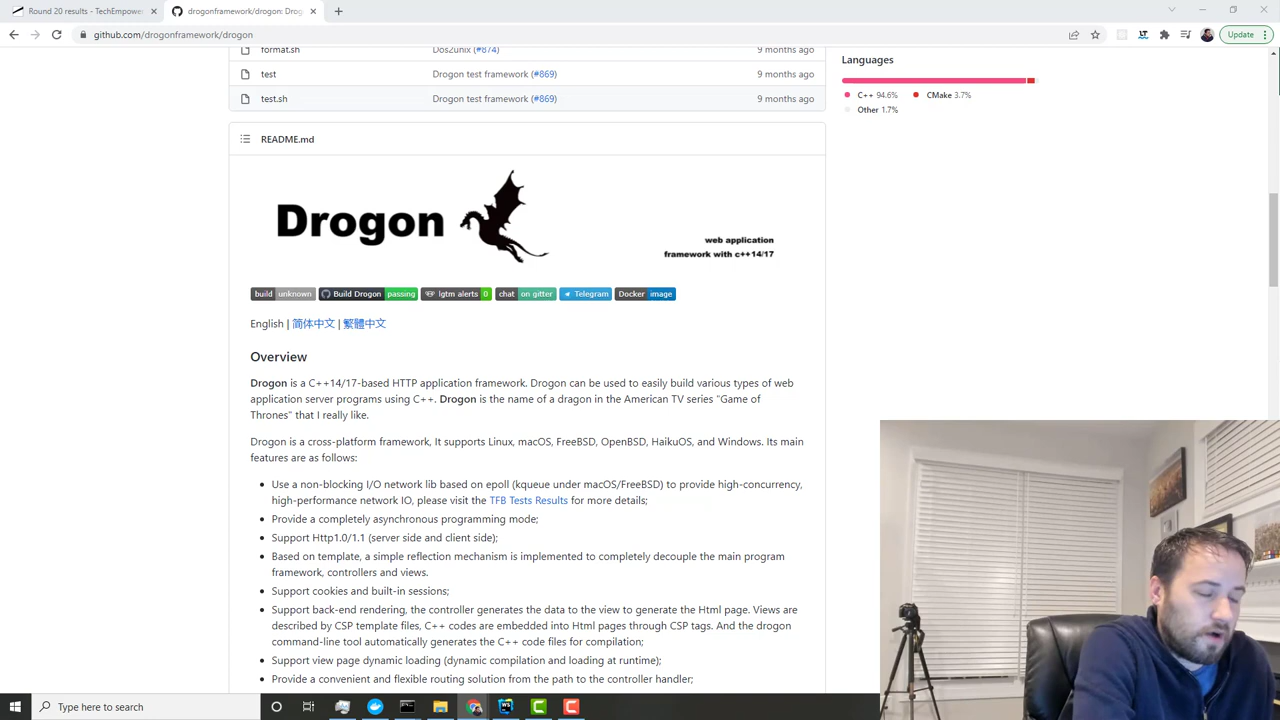 Round 20 results - TechEmpowe
drogonframework/drogon: Drog
github.com/drogonframework/drogon
Update
format.sh Dos2unix (#874) 9 months ago
test Drogon test framework (#869) 9 months ago
test.sh Drogon test framework (#869) 9 months ago
Languages
C++ 94.6% CMake 3.7%
Other 1.7%
README.md
Drogon
web application
framework with c++14/17
build unknown Build Drogon passing lgtm alerts 0 chat on gitter Telegram Docker image
English | 简体中文 | 繁體中文
Overview
Drogon is a C++14/17-based HTTP application framework. Drogon can be used to easily build various types of web
application server programs using C++. Drogon is the name of a dragon in the American TV series "Game of
Thrones" that I really like.
Drogon is a cross-platform framework, It supports Linux, macOS, FreeBSD, OpenBSD, HaikuOS, and Windows. Its main
features are as follows:
Use a non-blocking I/O network lib based on epoll (kqueue under macOS/FreeBSD) to provide high-concurrency,
high-performance network IO, please visit the TFB Tests Results for more details;
Provide a completely asynchronous programming mode;
Support Http1.0/1.1 (server side and client side);
Based on template, a simple reflection mechanism is implemented to completely decouple the main program
framework, controllers and views.
Support cookies and built-in sessions;
Support back-end rendering, the controller generates the data to the view to generate the Html page. Views are
described by CSP template files, C++ codes are embedded into Html pages through CSP tags. And the drogon
command-line tool automatically generates the C++ code files for compilation;
Support view page dynamic loading (dynamic compilation and loading at runtime);
Provide a convenient and flexible routing solution from the path to the controller handler;
Type here to search